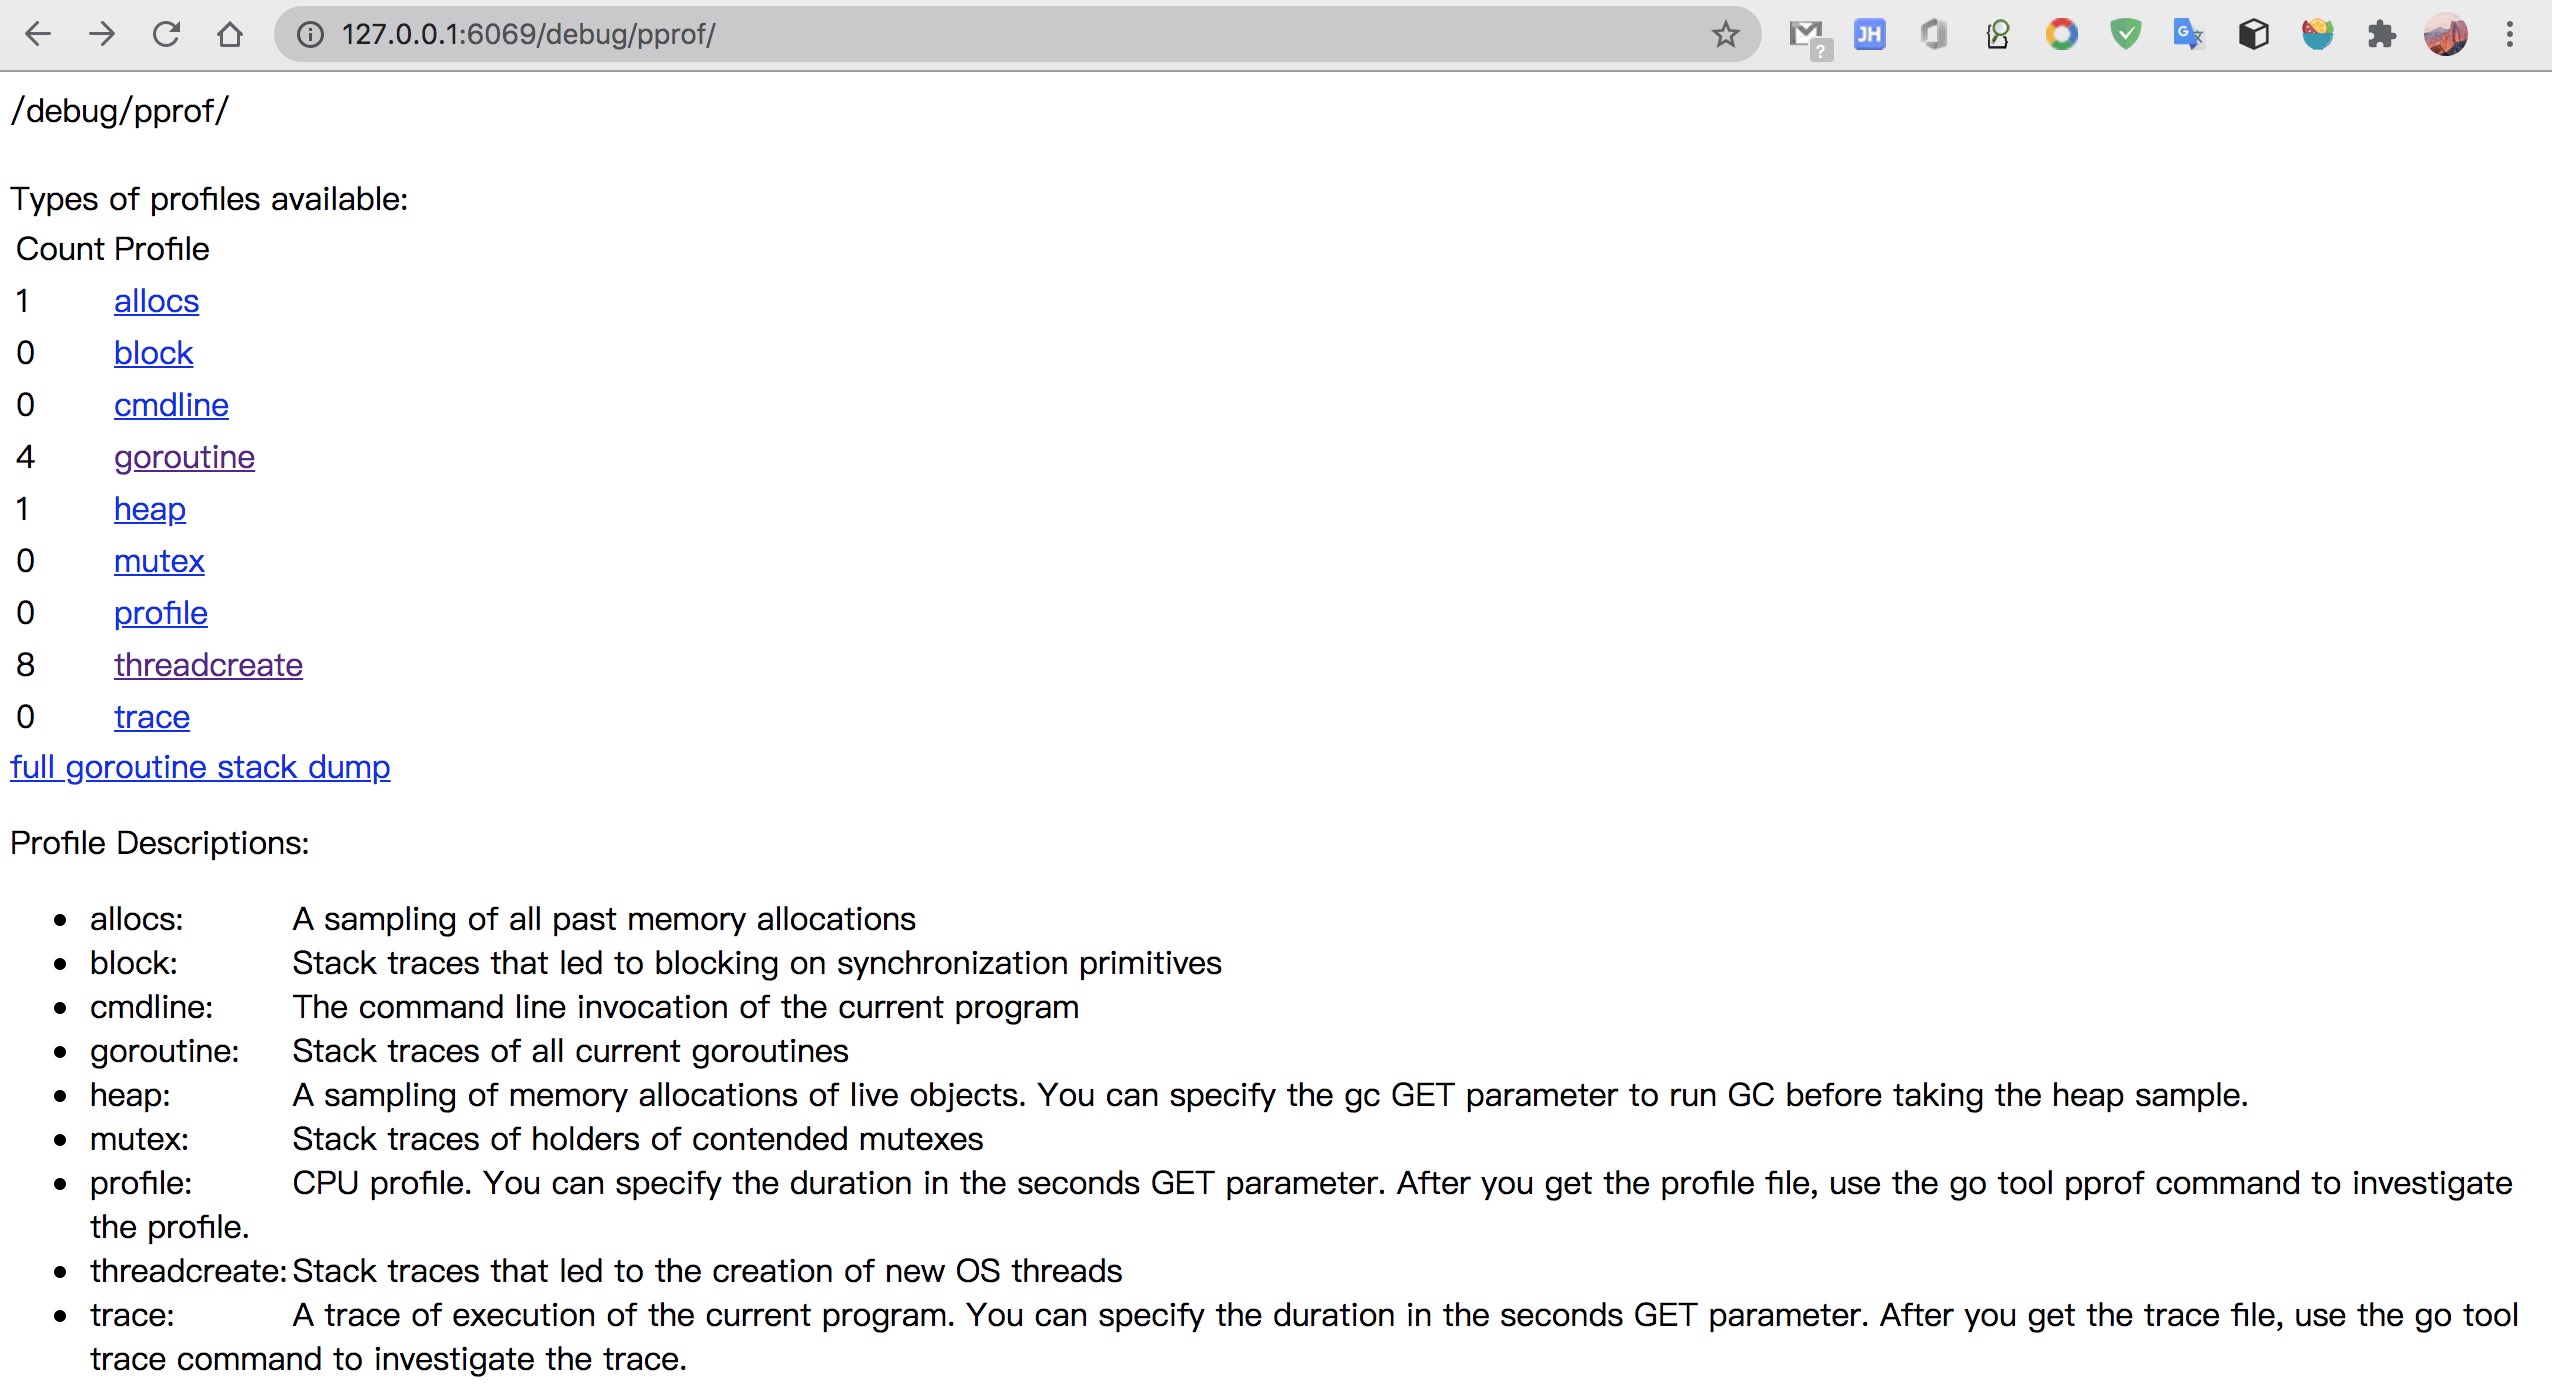 127.0.0.1:6069/debug/pprof/
?
JH
G
/debug/pprof/
Types of profiles available:
Count Profile
1 allocs
0 block
0 cmdline
4 goroutine
1 heap
0 mutex
0 profile
8 threadcreate
0 trace
full goroutine stack dump
Profile Descriptions:
• allocs: A sampling of all past memory allocations
• block: Stack traces that led to blocking on synchronization primitives
• cmdline: The command line invocation of the current program
• goroutine: Stack traces of all current goroutines
• heap: A sampling of memory allocations of live objects. You can specify the gc GET parameter to run GC before taking the heap sample.
• mutex: Stack traces of holders of contended mutexes
• profile: CPU profile. You can specify the duration in the seconds GET parameter. After you get the profile file, use the go tool pprof command to investigate
the profile.
• threadcreate: Stack traces that led to the creation of new OS threads
• trace: A trace of execution of the current program. You can specify the duration in the seconds GET parameter. After you get the trace file, use the go tool
trace command to investigate the trace.